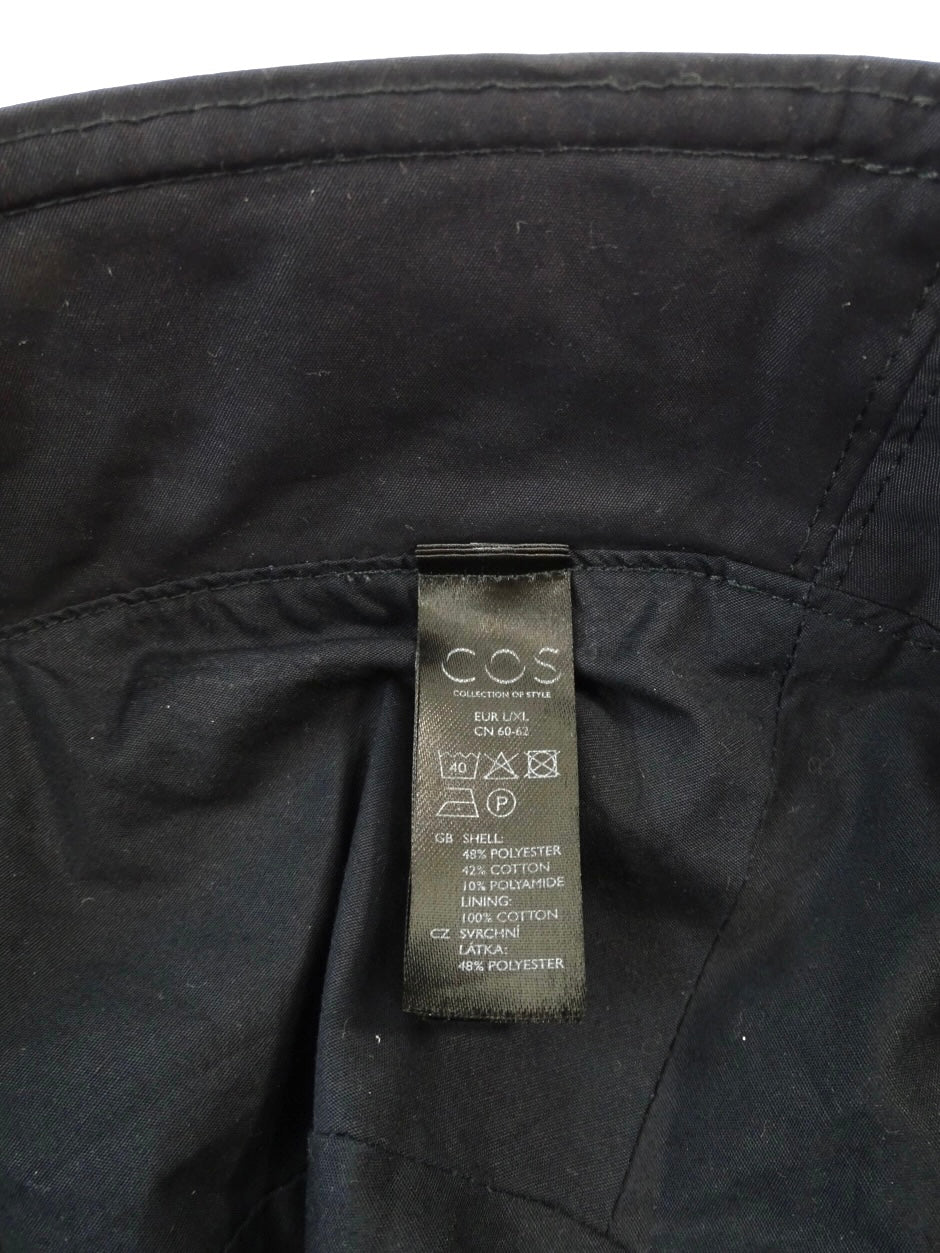 COS
COLLECTION OF STYLE
EUR L/XL
CN 60-62
40
P
GB SHELL:
48% POLYESTER
42% COTTON
10% POLYAMIDE
LINING:
100% COTTON
CZ SVRCHNÍ
LÁTKA:
48% POLYESTER